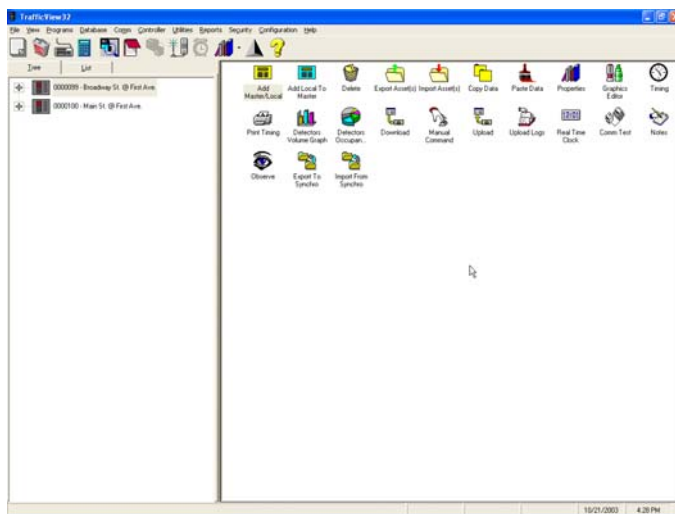 TrafficView32
File View Programs Database Comm Controller Utilities Reports Security Configuration Help
Tree List
0000099 - Broadway St. @ First Ave.
0000100 - Main St. @ First Ave.
Add Master/Local
Add Local To Master
Delete
Export Asset(s)
Import Asset(s)
Copy Data
Paste Data
Properties
Graphics Editor
Timing
Print Timing
Detectors Volume Graph
Detectors Occupan...
Download
Manual Command
Upload
Upload Logs
Real Time Clock
Comm Test
Notes
Observe
Export To Synchro
Import From Synchro
10/21/2003 4:28 PM